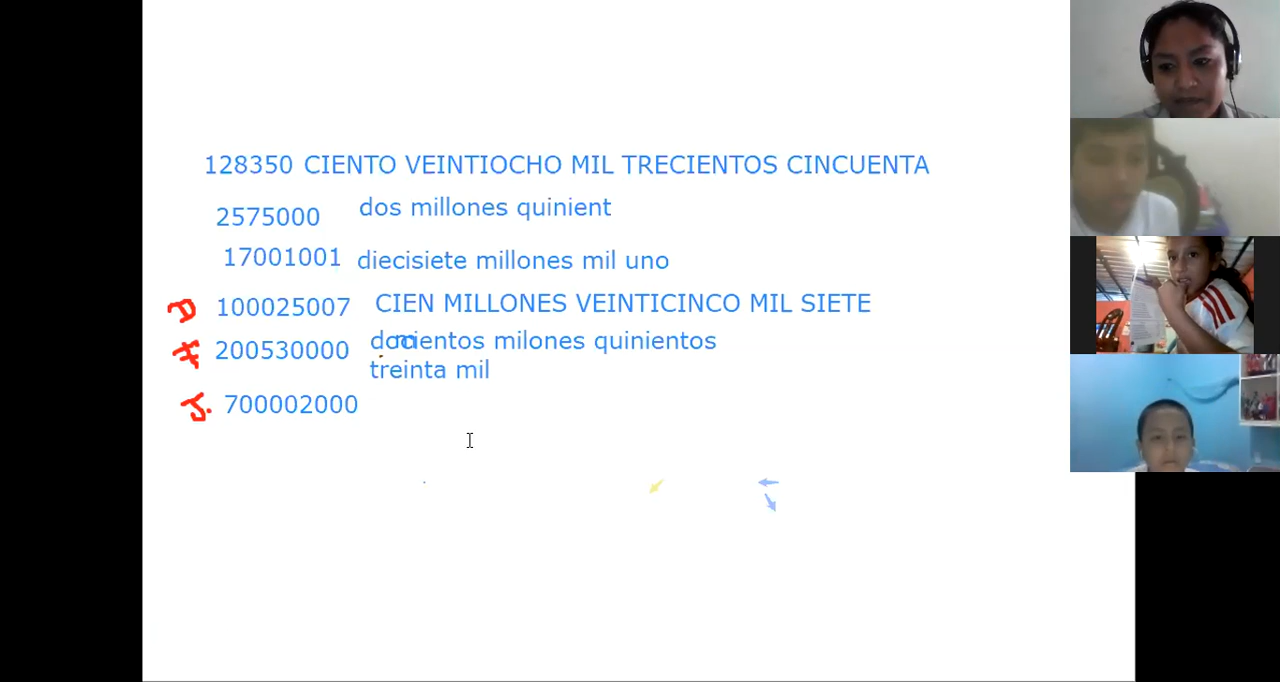 128350 CIENTO VEINTIOCHO MIL TRECIENTOS CINCUENTA
2575000 dos millones quinient
17001001 diecisiete millones mil uno
P 100025007 CIEN MILLONES VEINTICINCO MIL SIETE
F 200530000 milones quinientos
treinta mil
J. 700002000